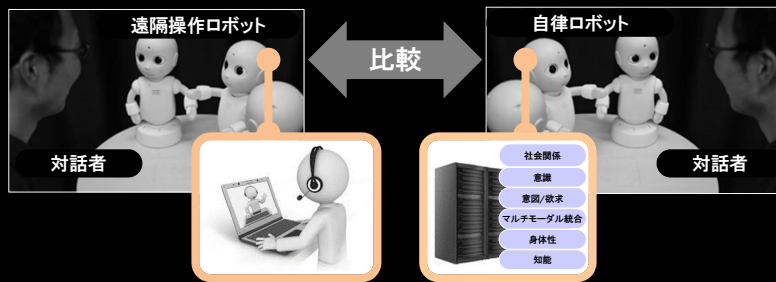 遠隔操作ロボット
比較
自律ロボット
対話者
対話者
社会関係
意識
意図/欲求
マルチモーダル統合
身体性
知能